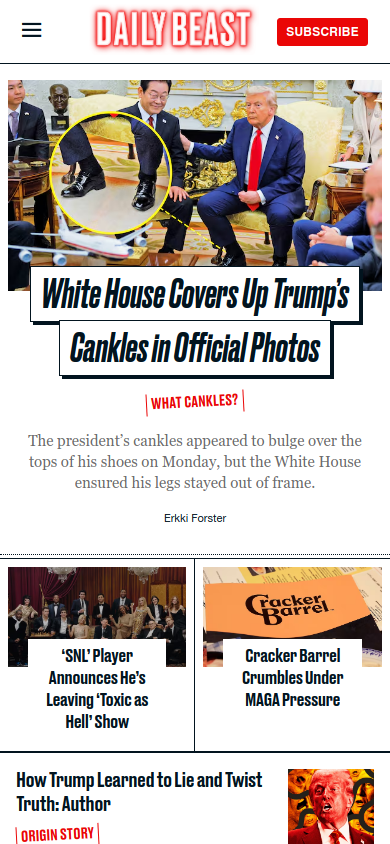 DAILY BEAST
SUBSCRIBE
White House Covers Up Trump's
Cankles in Official Photos
WHAT CANKLES?
The president's cankles appeared to bulge over the
tops of his shoes on Monday, but the White House
ensured his legs stayed out of frame.
Erkki Forster
Cracker
Barrel
‘SNL’ Player
Announces He’s
Leaving ‘Toxic as
Hell’ Show
Cracker Barrel
Crumbles Under
MAGA Pressure
How Trump Learned to Lie and Twist
Truth: Author
ORIGIN STORY